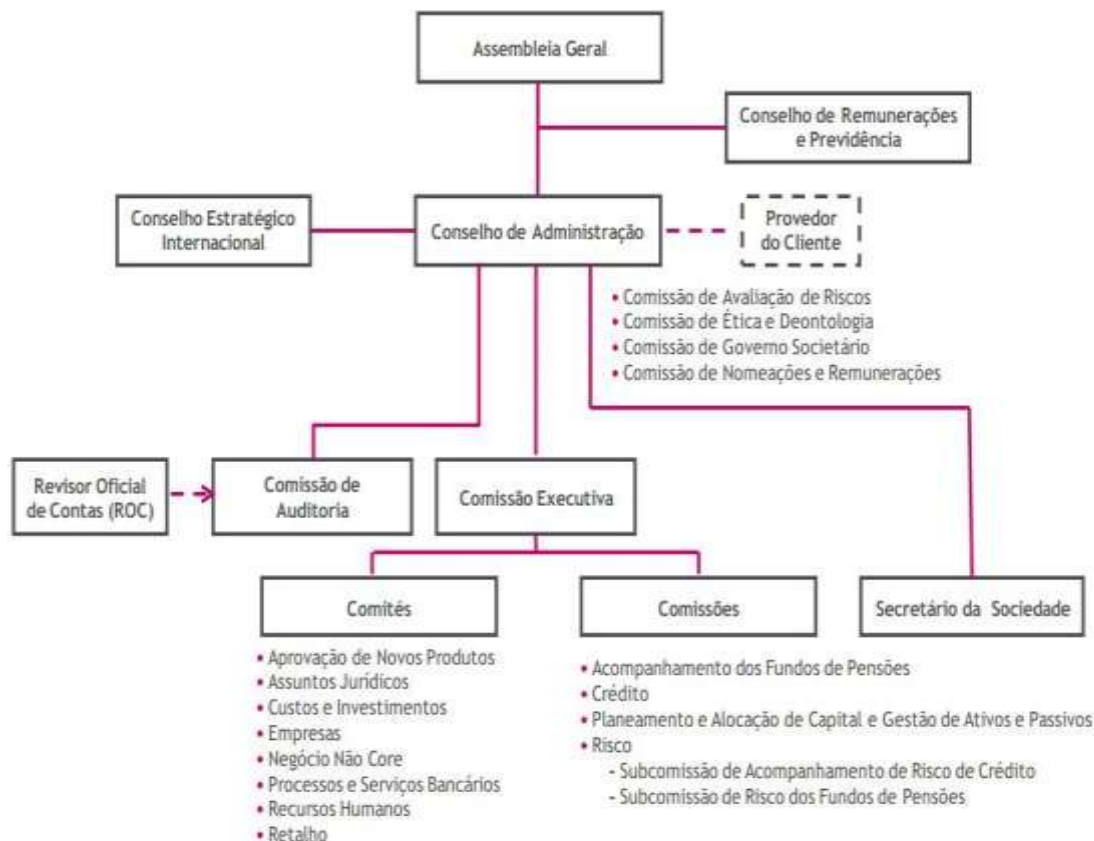 Assembleia Geral
Conselho de Remunerações
e Previdência
Conselho Estratégico
Internacional
Conselho de Administração
Provedor
do Cliente
• Comissão de Avaliação de Riscos
• Comissão de Ética e Deontologia
• Comissão de Governo Societário
• Comissão de Nomeações e Remunerações
Revisor Oficial
de Contas (ROC)
Comissão de
Auditoria
Comissão Executiva
Comités
Comissões
Secretário da Sociedade
• Aprovação de Novos Produtos
• Assuntos Jurídicos
• Custos e Investimentos
• Empresas
• Negócio Não Core
• Processos e Serviços Bancários
• Recursos Humanos
• Retalho
• Acompanhamento dos Fundos de Pensões
• Crédito
• Planeamento e Alocação de Capital e Gestão de Ativos e Passivos
• Risco
- Subcomissão de Acompanhamento de Risco de Crédito
- Subcomissão de Risco dos Fundos de Pensões